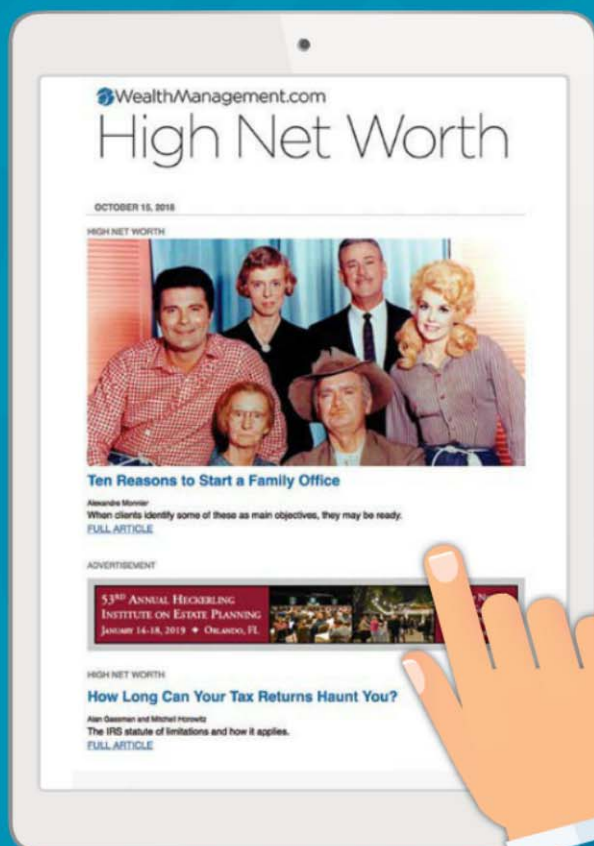 WealthManagement.com
High Net Worth
OCTOBER 15, 2018
HIGH NET WORTH
Ten Reasons to Start a Family Office
Alexandre Monnier
When clients identify some of these as main objectives, they may be ready.
FULL ARTICLE
ADVERTISEMENT
53RD ANNUAL HECKERLING
INSTITUTE ON ESTATE PLANNING
JANUARY 14-18, 2019 ✦ ORLANDO, FL
HIGH NET WORTH
How Long Can Your Tax Returns Haunt You?
Alan Gassman and Mitchell Horowitz
The IRS statute of limitations and how it applies.
FULL ARTICLE